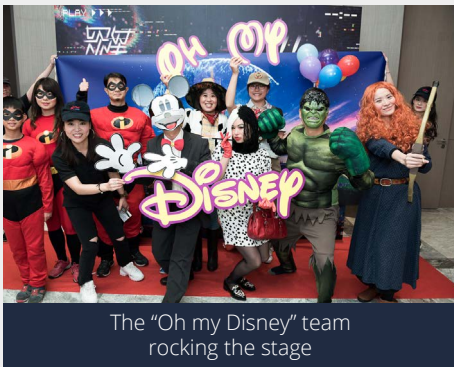 PLAY
Oh My
DISNEY
The “Oh my Disney” team
rocking the stage